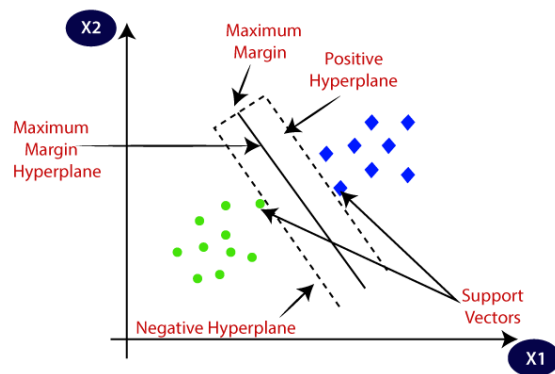 X2
Maximum
Margin
Positive
Hyperplane
Maximum
Margin
Hyperplane
Support
Vectors
Negative Hyperplane
X1